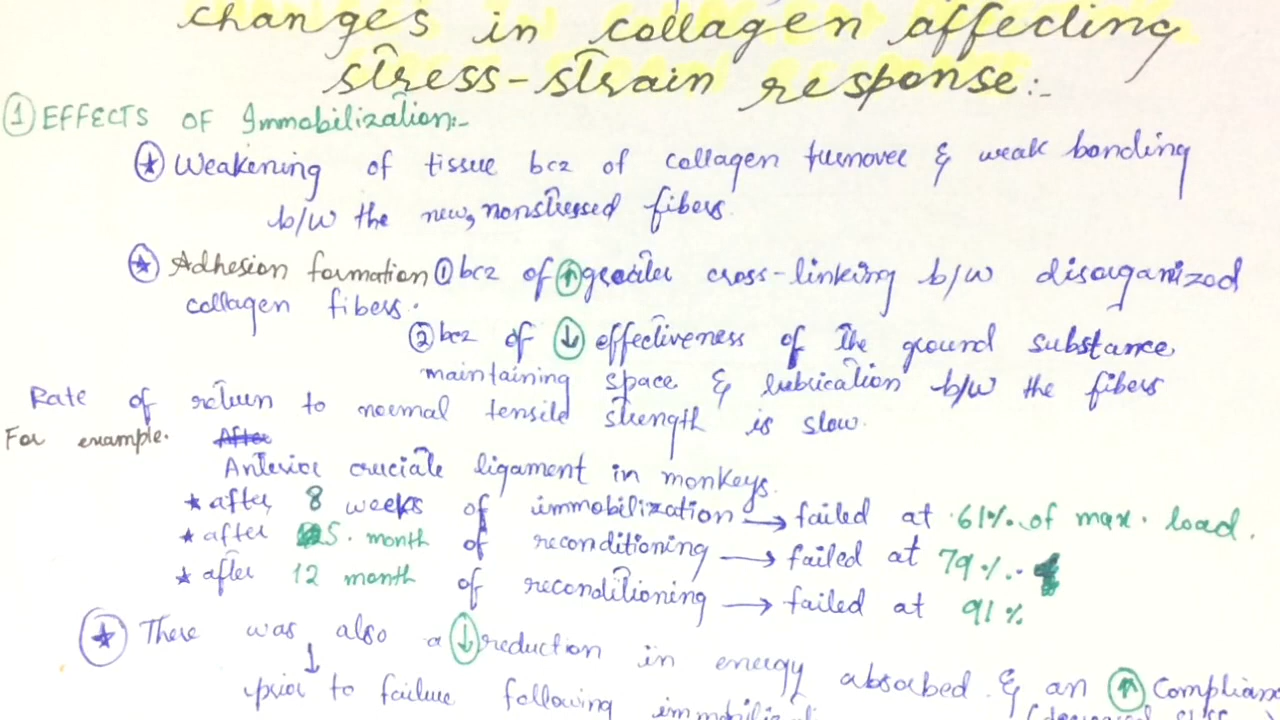 changes in collagen affecting
stress-strain response:-
① EFFECTS OF Immobilization:-
Weakening of tissue bcz of collagen turnover & weak bonding
b/w the new, nonstressed fibers.
Adhesion formation ① bcz of ↑ greater cross-linking b/w disorganized
collagen fibers.
② bcz of ↓ effectiveness of the ground substance
maintaining space & lubrication b/w the fibers
Rate of return to normal tensile strength is slow.
For example. After
Anterior cruciate ligament in monkeys.
★ after 8 weeks of immobilization → failed at 61% of max. load.
★ after 5. month of reconditioning → failed at 79%.
★ after 12 month of reconditioning → failed at 91%
★ There was also a ↓ reduction in energy absorbed & an ↑ Complian
prior to failure following